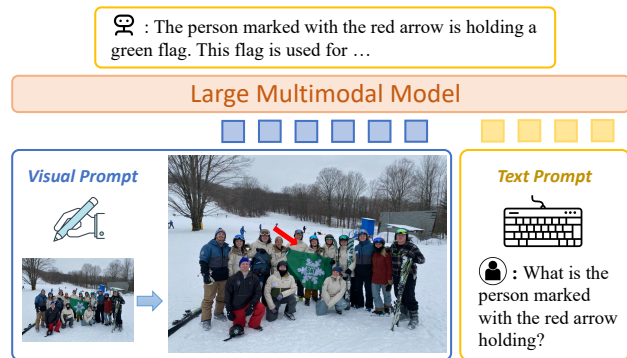 : The person marked with the red arrow is holding a
green flag. This flag is used for …
Large Multimodal Model
Visual Prompt
Text Prompt
: What is the
person marked
with the red arrow
holding?